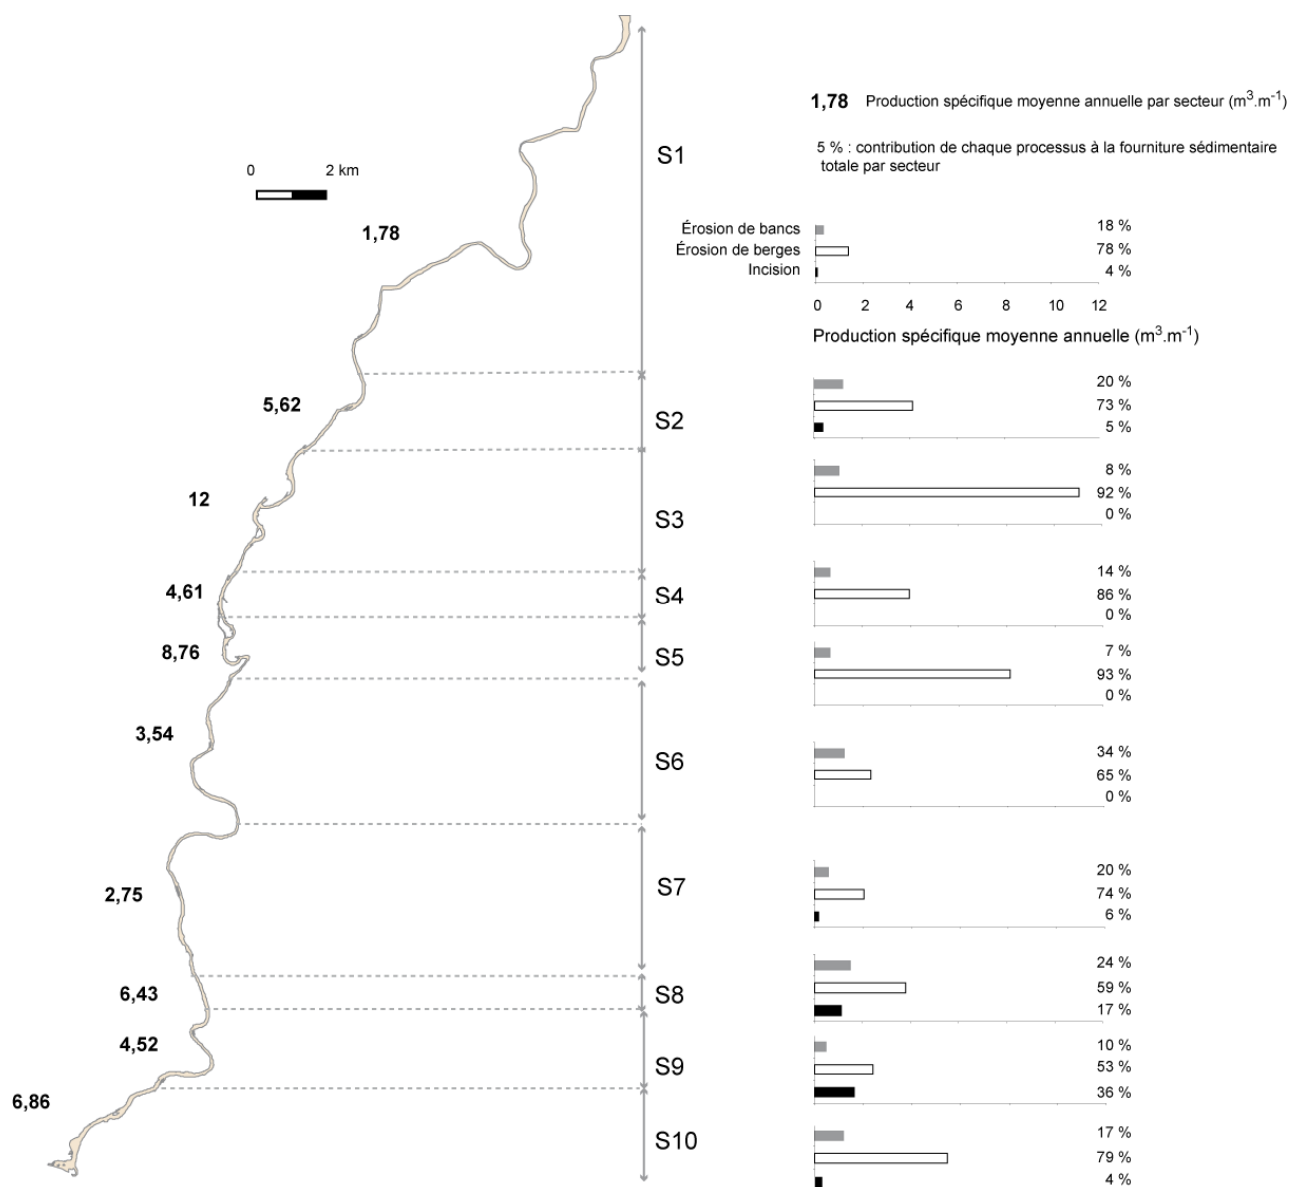 1,78 Production spécifique moyenne annuelle par secteur (m³.m⁻¹)
5 % : contribution de chaque processus à la fourniture sédimentaire
totale par secteur
0 2 km
S1
1,78
Érosion de bancs 18 %
Érosion de berges 78 %
Incision 4 %
0 2 4 6 8 10 12
Production spécifique moyenne annuelle (m³.m⁻¹)
5,62
S2
20 %
73 %
5 %
12
S3
8 %
92 %
0 %
4,61
S4
14 %
86 %
0 %
8,76
S5
7 %
93 %
0 %
3,54
S6
34 %
65 %
0 %
2,75
S7
20 %
74 %
6 %
6,43
S8
24 %
59 %
17 %
4,52
S9
10 %
53 %
36 %
6,86
S10
17 %
79 %
4 %